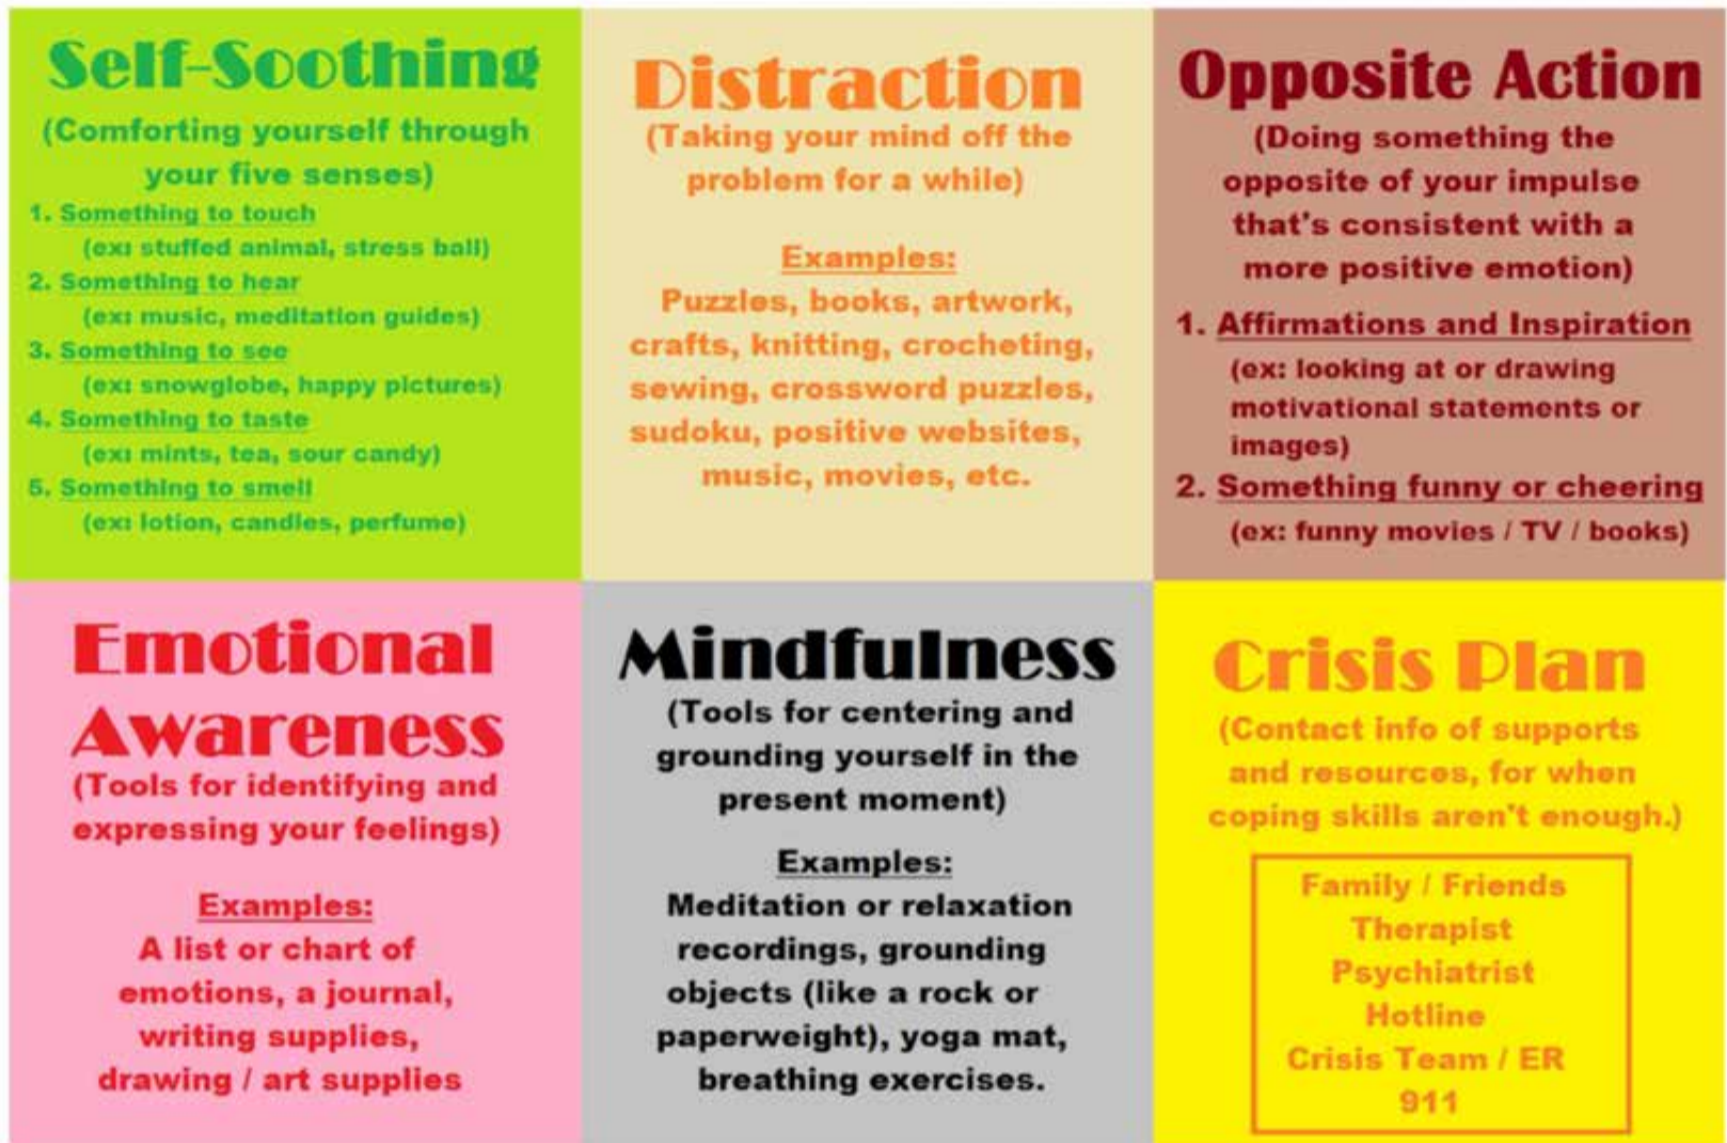 Self-Soothing
(Comforting yourself through
your five senses)
1. Something to touch
(ex: stuffed animal, stress ball)
2. Something to hear
(ex: music, meditation guides)
3. Something to see
(ex: snowglobe, happy pictures)
4. Something to taste
(ex: mints, tea, sour candy)
5. Something to smell
(ex: lotion, candles, perfume)
Distraction
(Taking your mind off the
problem for a while)
Examples:
Puzzles, books, artwork,
crafts, knitting, crocheting,
sewing, crossword puzzles,
sudoku, positive websites,
music, movies, etc.
Opposite Action
(Doing something the
opposite of your impulse
that's consistent with a
more positive emotion)
1. Affirmations and Inspiration
(ex: looking at or drawing
motivational statements or
images)
2. Something funny or cheering
(ex: funny movies / TV / books)
Emotional
Awareness
(Tools for identifying and
expressing your feelings)
Examples:
A list or chart of
emotions, a journal,
writing supplies,
drawing / art supplies
Mindfulness
(Tools for centering and
grounding yourself in the
present moment)
Examples:
Meditation or relaxation
recordings, grounding
objects (like a rock or
paperweight), yoga mat,
breathing exercises.
Crisis Plan
(Contact info of supports
and resources, for when
coping skills aren't enough.)
Family / Friends
Therapist
Psychiatrist
Hotline
Crisis Team / ER
911